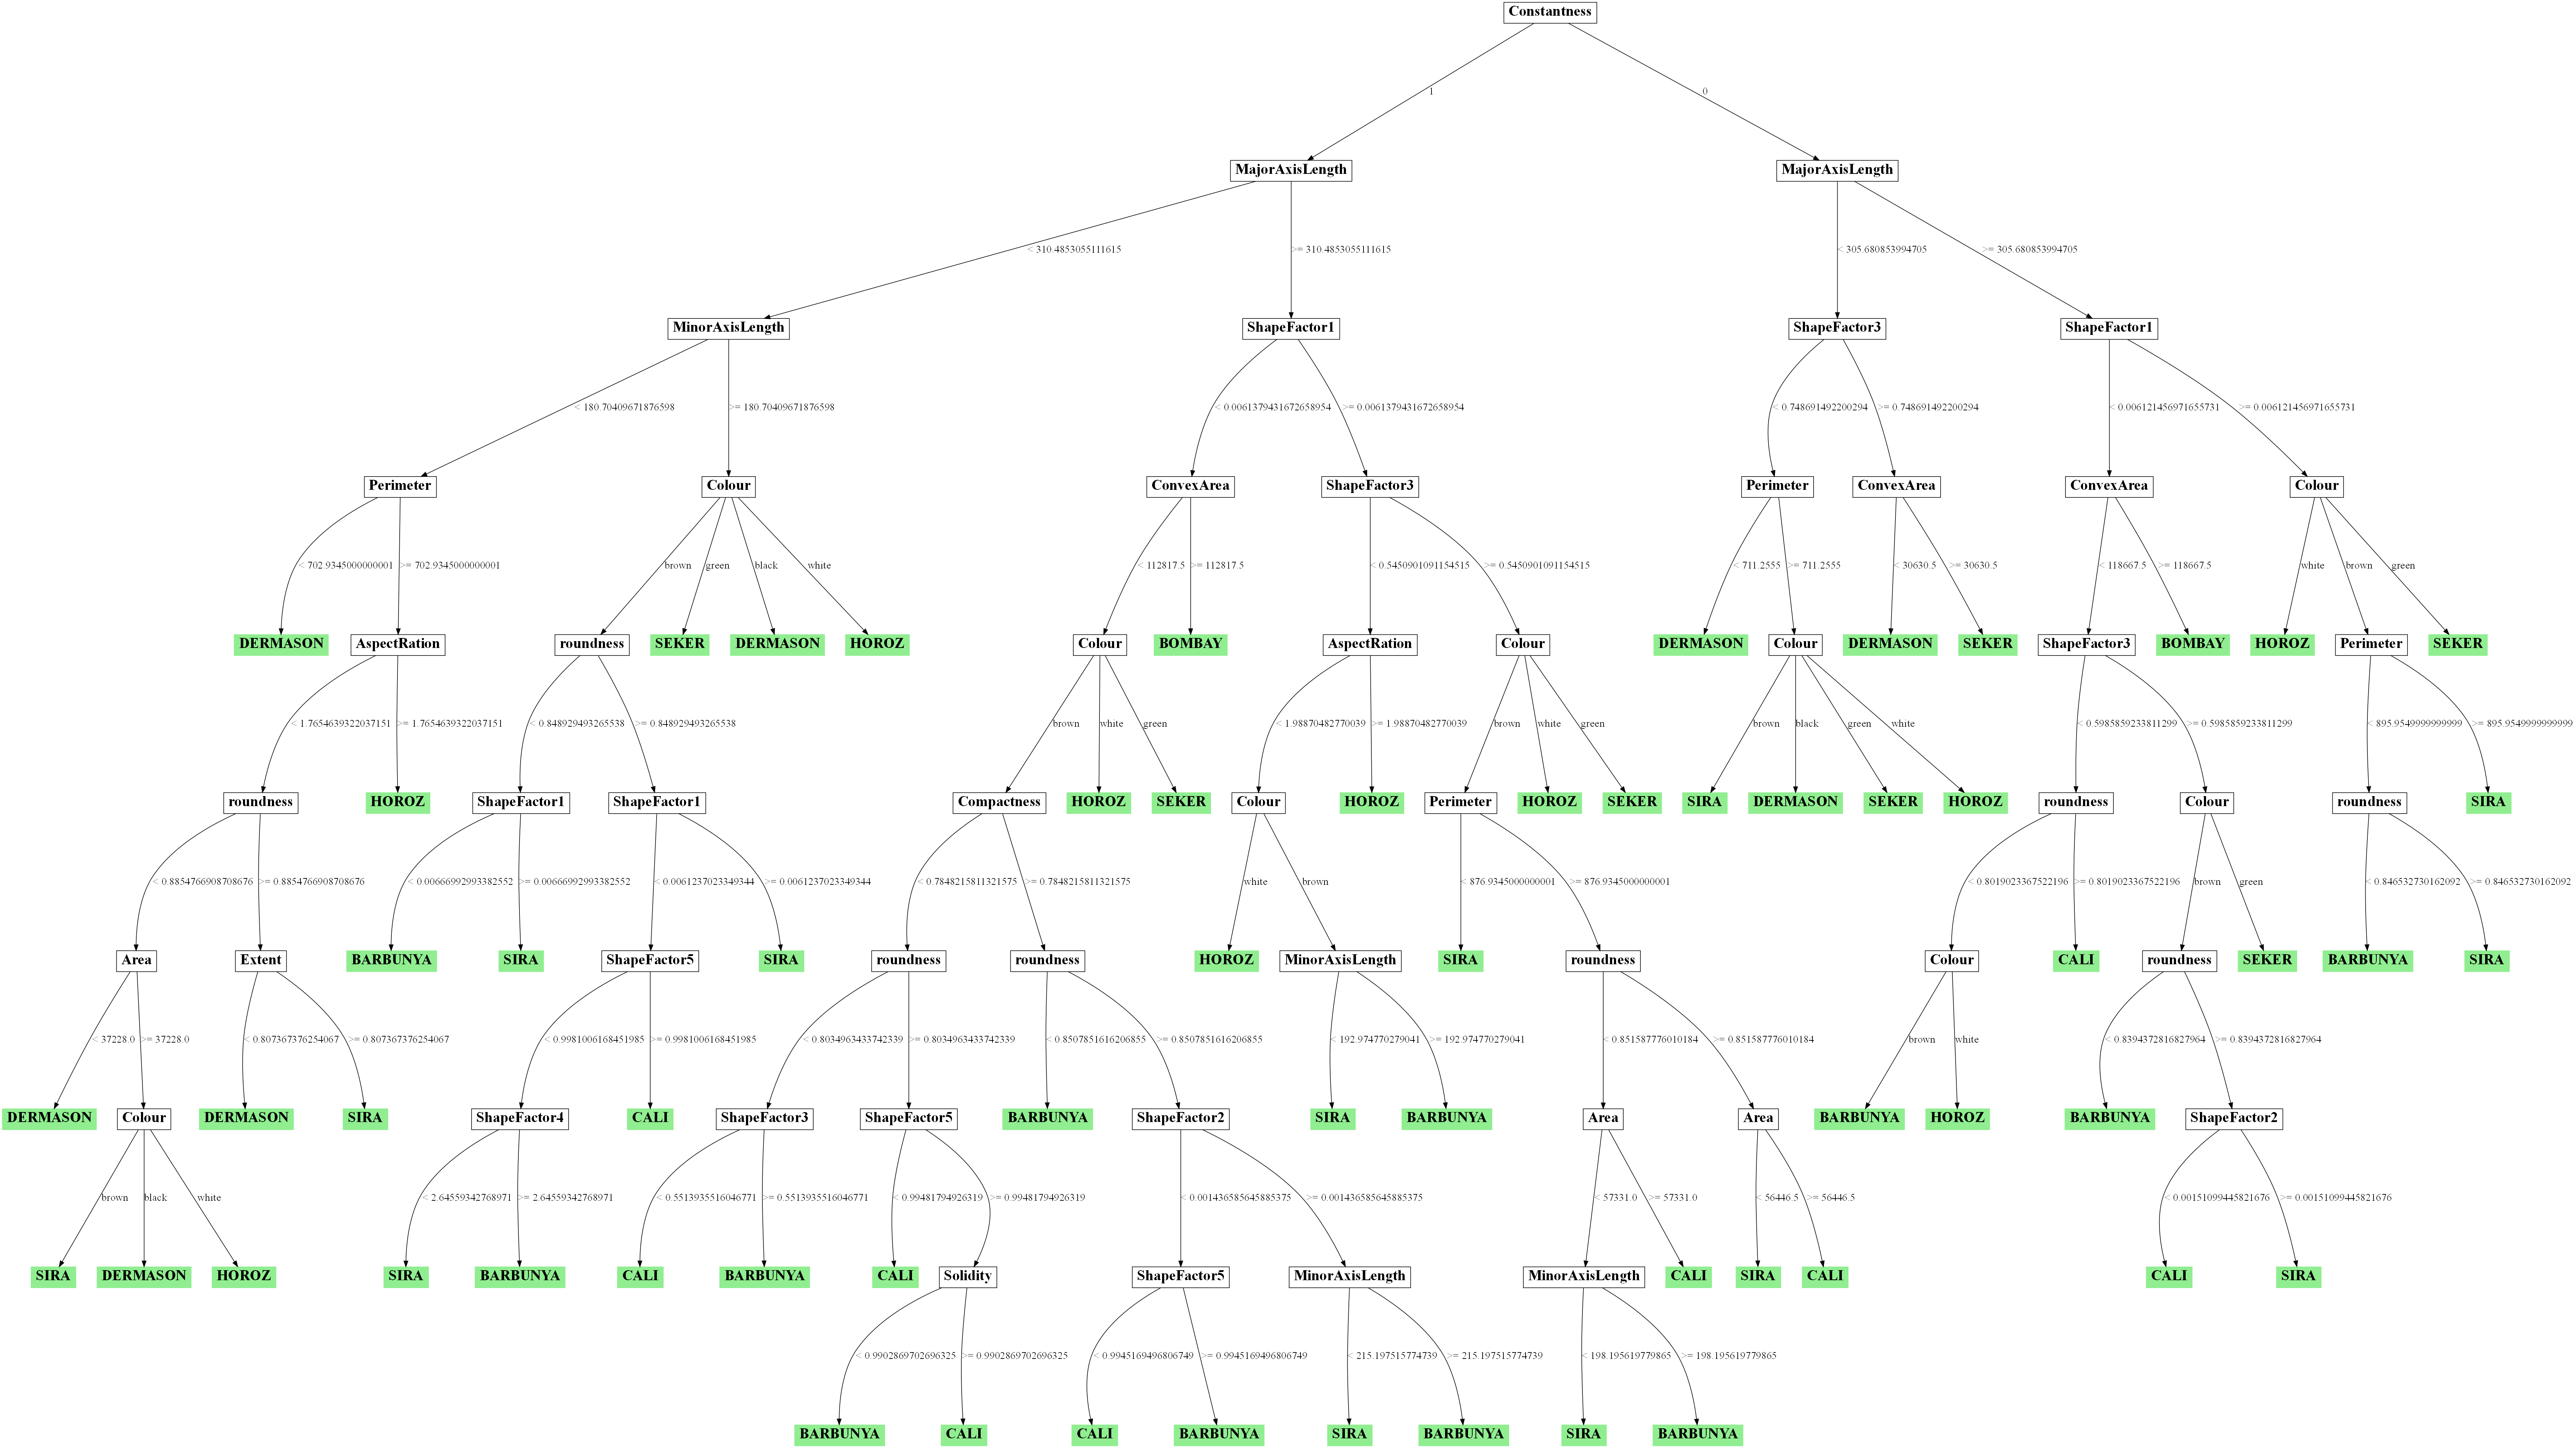 Constantness
1 0
MajorAxisLength MajorAxisLength
< 310.4853055111615 >= 310.4853055111615 < 305.680853994705 >= 305.680853994705
MinorAxisLength ShapeFactor1 ShapeFactor3 ShapeFactor1
< 180.70409671876598 >= 180.70409671876598 < 0.0061379431672658954 >= 0.0061379431672658954 < 0.748691492200294 >= 0.748691492200294 < 0.006121456971655731 >= 0.006121456971655731
Perimeter Colour ConvexArea ShapeFactor3 Perimeter ConvexArea ConvexArea Colour
< 702.9345000000001 >= 702.9345000000001 brown green black white < 112817.5 >= 112817.5 < 0.5450901091154515 >= 0.5450901091154515 < 711.2555 >= 711.2555 < 30630.5 >= 30630.5 < 118667.5 >= 118667.5 white brown green
DERMASON AspectRation roundness SEKER DERMASON HOROZ Colour BOMBAY AspectRation Colour DERMASON Colour DERMASON SEKER ShapeFactor3 BOMBAY HOROZ Perimeter SEKER
< 1.7654639322037151 >= 1.7654639322037151 < 0.848929493265538 >= 0.848929493265538 brown white green < 1.98870482770039 >= 1.98870482770039 brown white green brown black green white < 0.5985859233811299 >= 0.5985859233811299 < 895.9549999999999 >= 895.9549999999999
roundness HOROZ ShapeFactor1 ShapeFactor1 Compactness HOROZ SEKER Colour HOROZ Perimeter HOROZ SEKER SIRA DERMASON SEKER HOROZ roundness Colour roundness SIRA
< 0.8854766908708676 >= 0.8854766908708676 < 0.00666992993382552 >= 0.00666992993382552 < 0.0061237023349344 >= 0.0061237023349344 < 0.7848215811321575 >= 0.7848215811321575 white brown < 876.9345000000001 >= 876.9345000000001 < 0.8019023367522196 >= 0.8019023367522196 brown green < 0.846532730162092 >= 0.846532730162092
Area Extent BARBUNYA SIRA ShapeFactor5 SIRA roundness roundness HOROZ MinorAxisLength SIRA roundness Colour CALI roundness SEKER BARBUNYA SIRA
< 37228.0 >= 37228.0 < 0.807367376254067 >= 0.807367376254067 < 0.9981006168451985 >= 0.9981006168451985 < 0.8034963433742339 >= 0.8034963433742339 < 0.8507851616206855 >= 0.8507851616206855 < 192.974770279041 >= 192.974770279041 < 0.851587776010184 >= 0.851587776010184 brown white < 0.8394372816827964 >= 0.8394372816827964
DERMASON Colour DERMASON SIRA ShapeFactor4 CALI ShapeFactor3 ShapeFactor5 BARBUNYA ShapeFactor2 SIRA BARBUNYA Area Area BARBUNYA HOROZ BARBUNYA ShapeFactor2
brown black white < 2.64559342768971 >= 2.64559342768971 < 0.5513935516046771 >= 0.5513935516046771 < 0.99481794926319 >= 0.99481794926319 < 0.001436585645885375 >= 0.001436585645885375 < 57331.0 >= 57331.0 < 56446.5 >= 56446.5 < 0.00151099445821676 >= 0.00151099445821676
SIRA DERMASON HOROZ SIRA BARBUNYA CALI BARBUNYA CALI Solidity ShapeFactor5 MinorAxisLength MinorAxisLength CALI SIRA CALI CALI SIRA
< 0.9902869702696325 >= 0.9902869702696325 < 0.9945169496806749 >= 0.9945169496806749 < 215.197515774739 >= 215.197515774739 < 198.195619779865 >= 198.195619779865
BARBUNYA CALI CALI BARBUNYA SIRA BARBUNYA SIRA BARBUNYA